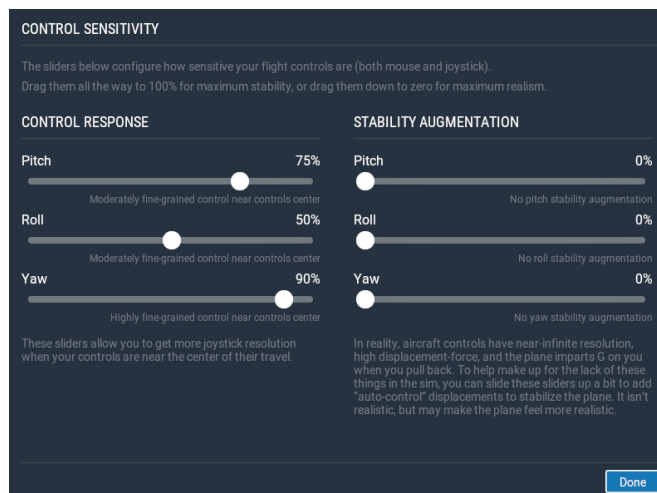 CONTROL SENSITIVITY
The sliders below configure how sensitive your flight controls are (both mouse and joystick).
Drag them all the way to 100% for maximum stability, or drag them down to zero for maximum realism.
CONTROL RESPONSE
Pitch 75%
Moderately fine-grained control near controls center
Roll 50%
Moderately fine-grained control near controls center
Yaw 90%
Highly fine-grained control near controls center
These sliders allow you to get more joystick resolution
when your controls are near the center of their travel.
STABILITY AUGMENTATION
Pitch 0%
No pitch stability augmentation
Roll 0%
No roll stability augmentation
Yaw 0%
No yaw stability augmentation
In reality, aircraft controls have near-infinite resolution,
high displacement-force, and the plane imparts G on you
when you pull back. To help make up for the lack of these
things in the sim, you can slide these sliders up a bit to add
“auto-control” displacements to stabilize the plane. It isn’t
realistic, but may make the plane feel more realistic.
Done